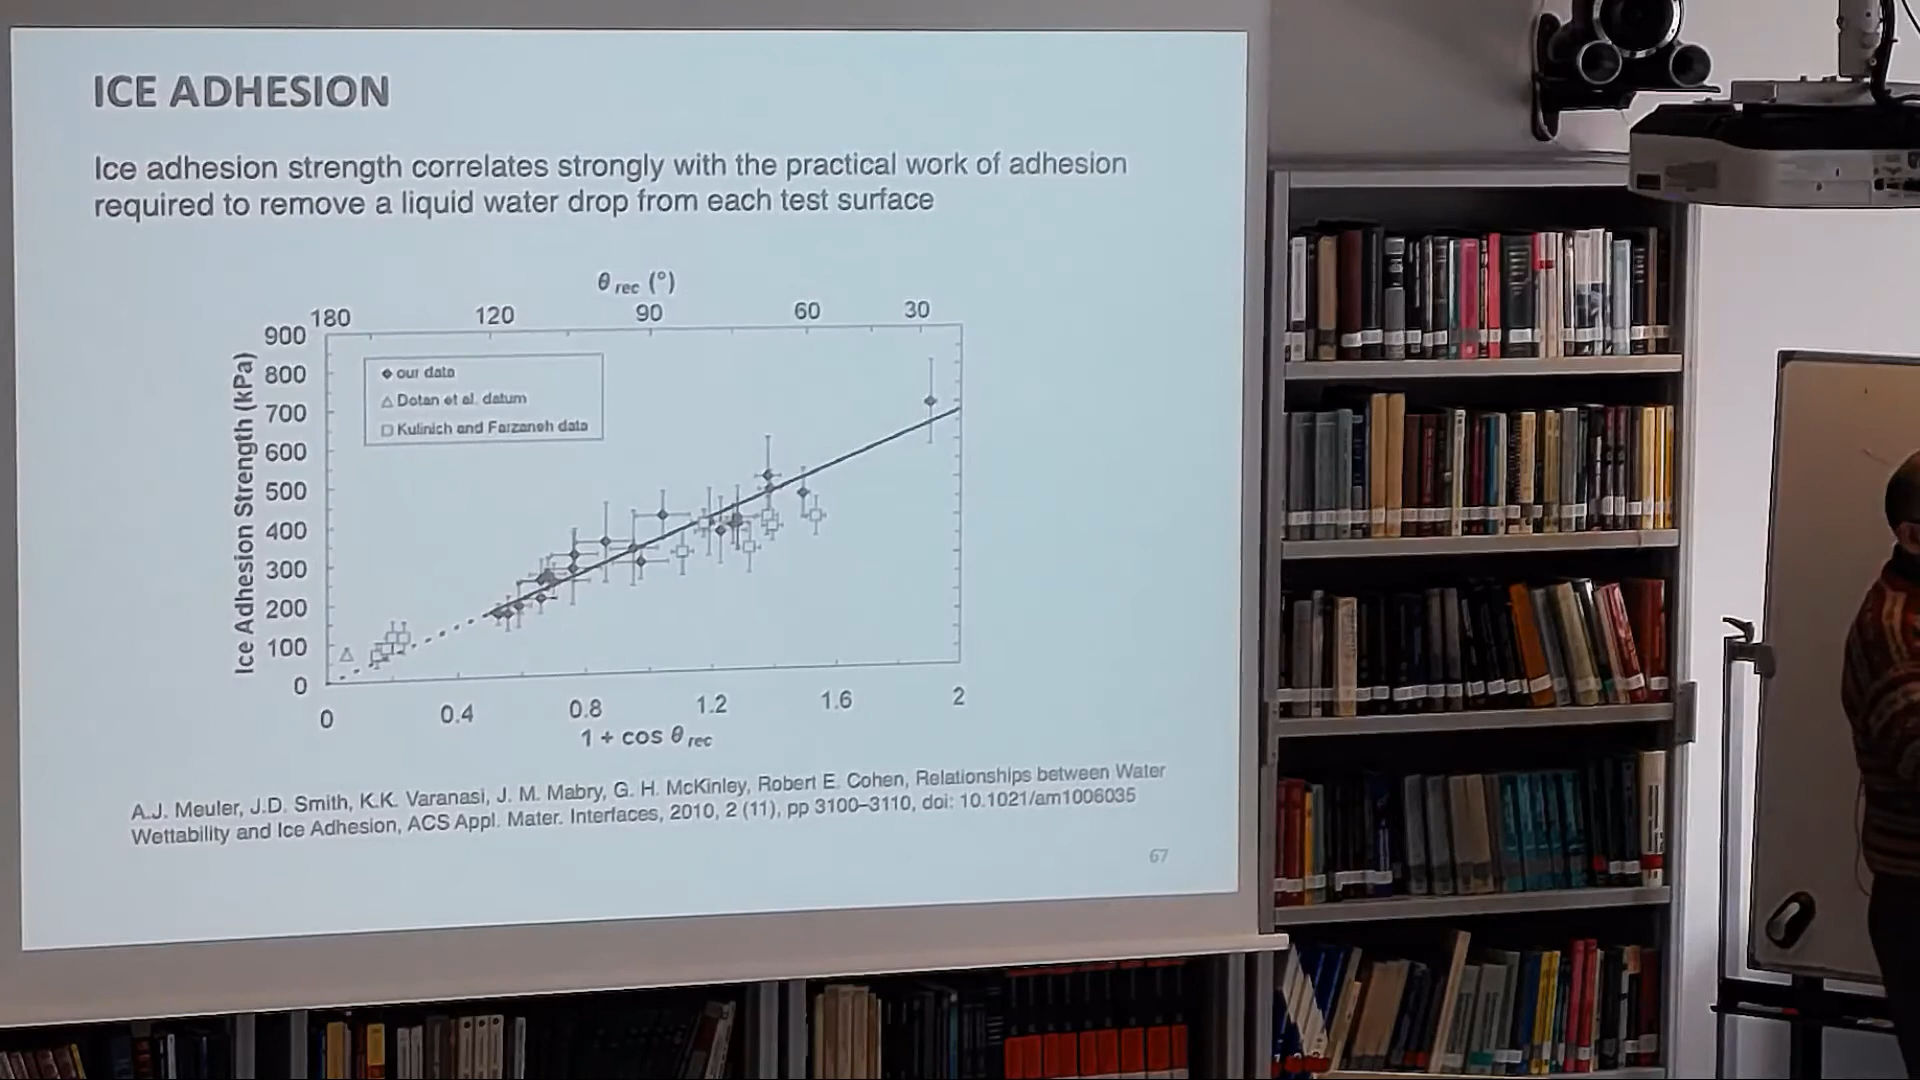 ICE ADHESION
Ice adhesion strength correlates strongly with the practical work of adhesion
required to remove a liquid water drop from each test surface
θ rec (°)
180 120 90 60 30
900
800
700
600
500
400
300
200
100
0
Ice Adhesion Strength (kPa)
our data
Dotan et al. datum
Kulinich and Farzaneh data
0 0.4 0.8 1.2 1.6 2
1 + cos θ rec
A.J. Meuler, J.D. Smith, K.K. Varanasi, J. M. Mabry, G. H. McKinley, Robert E. Cohen, Relationships between Water
Wettability and Ice Adhesion, ACS Appl. Mater. Interfaces, 2010, 2 (11), pp 3100–3110, doi: 10.1021/am1006035
67